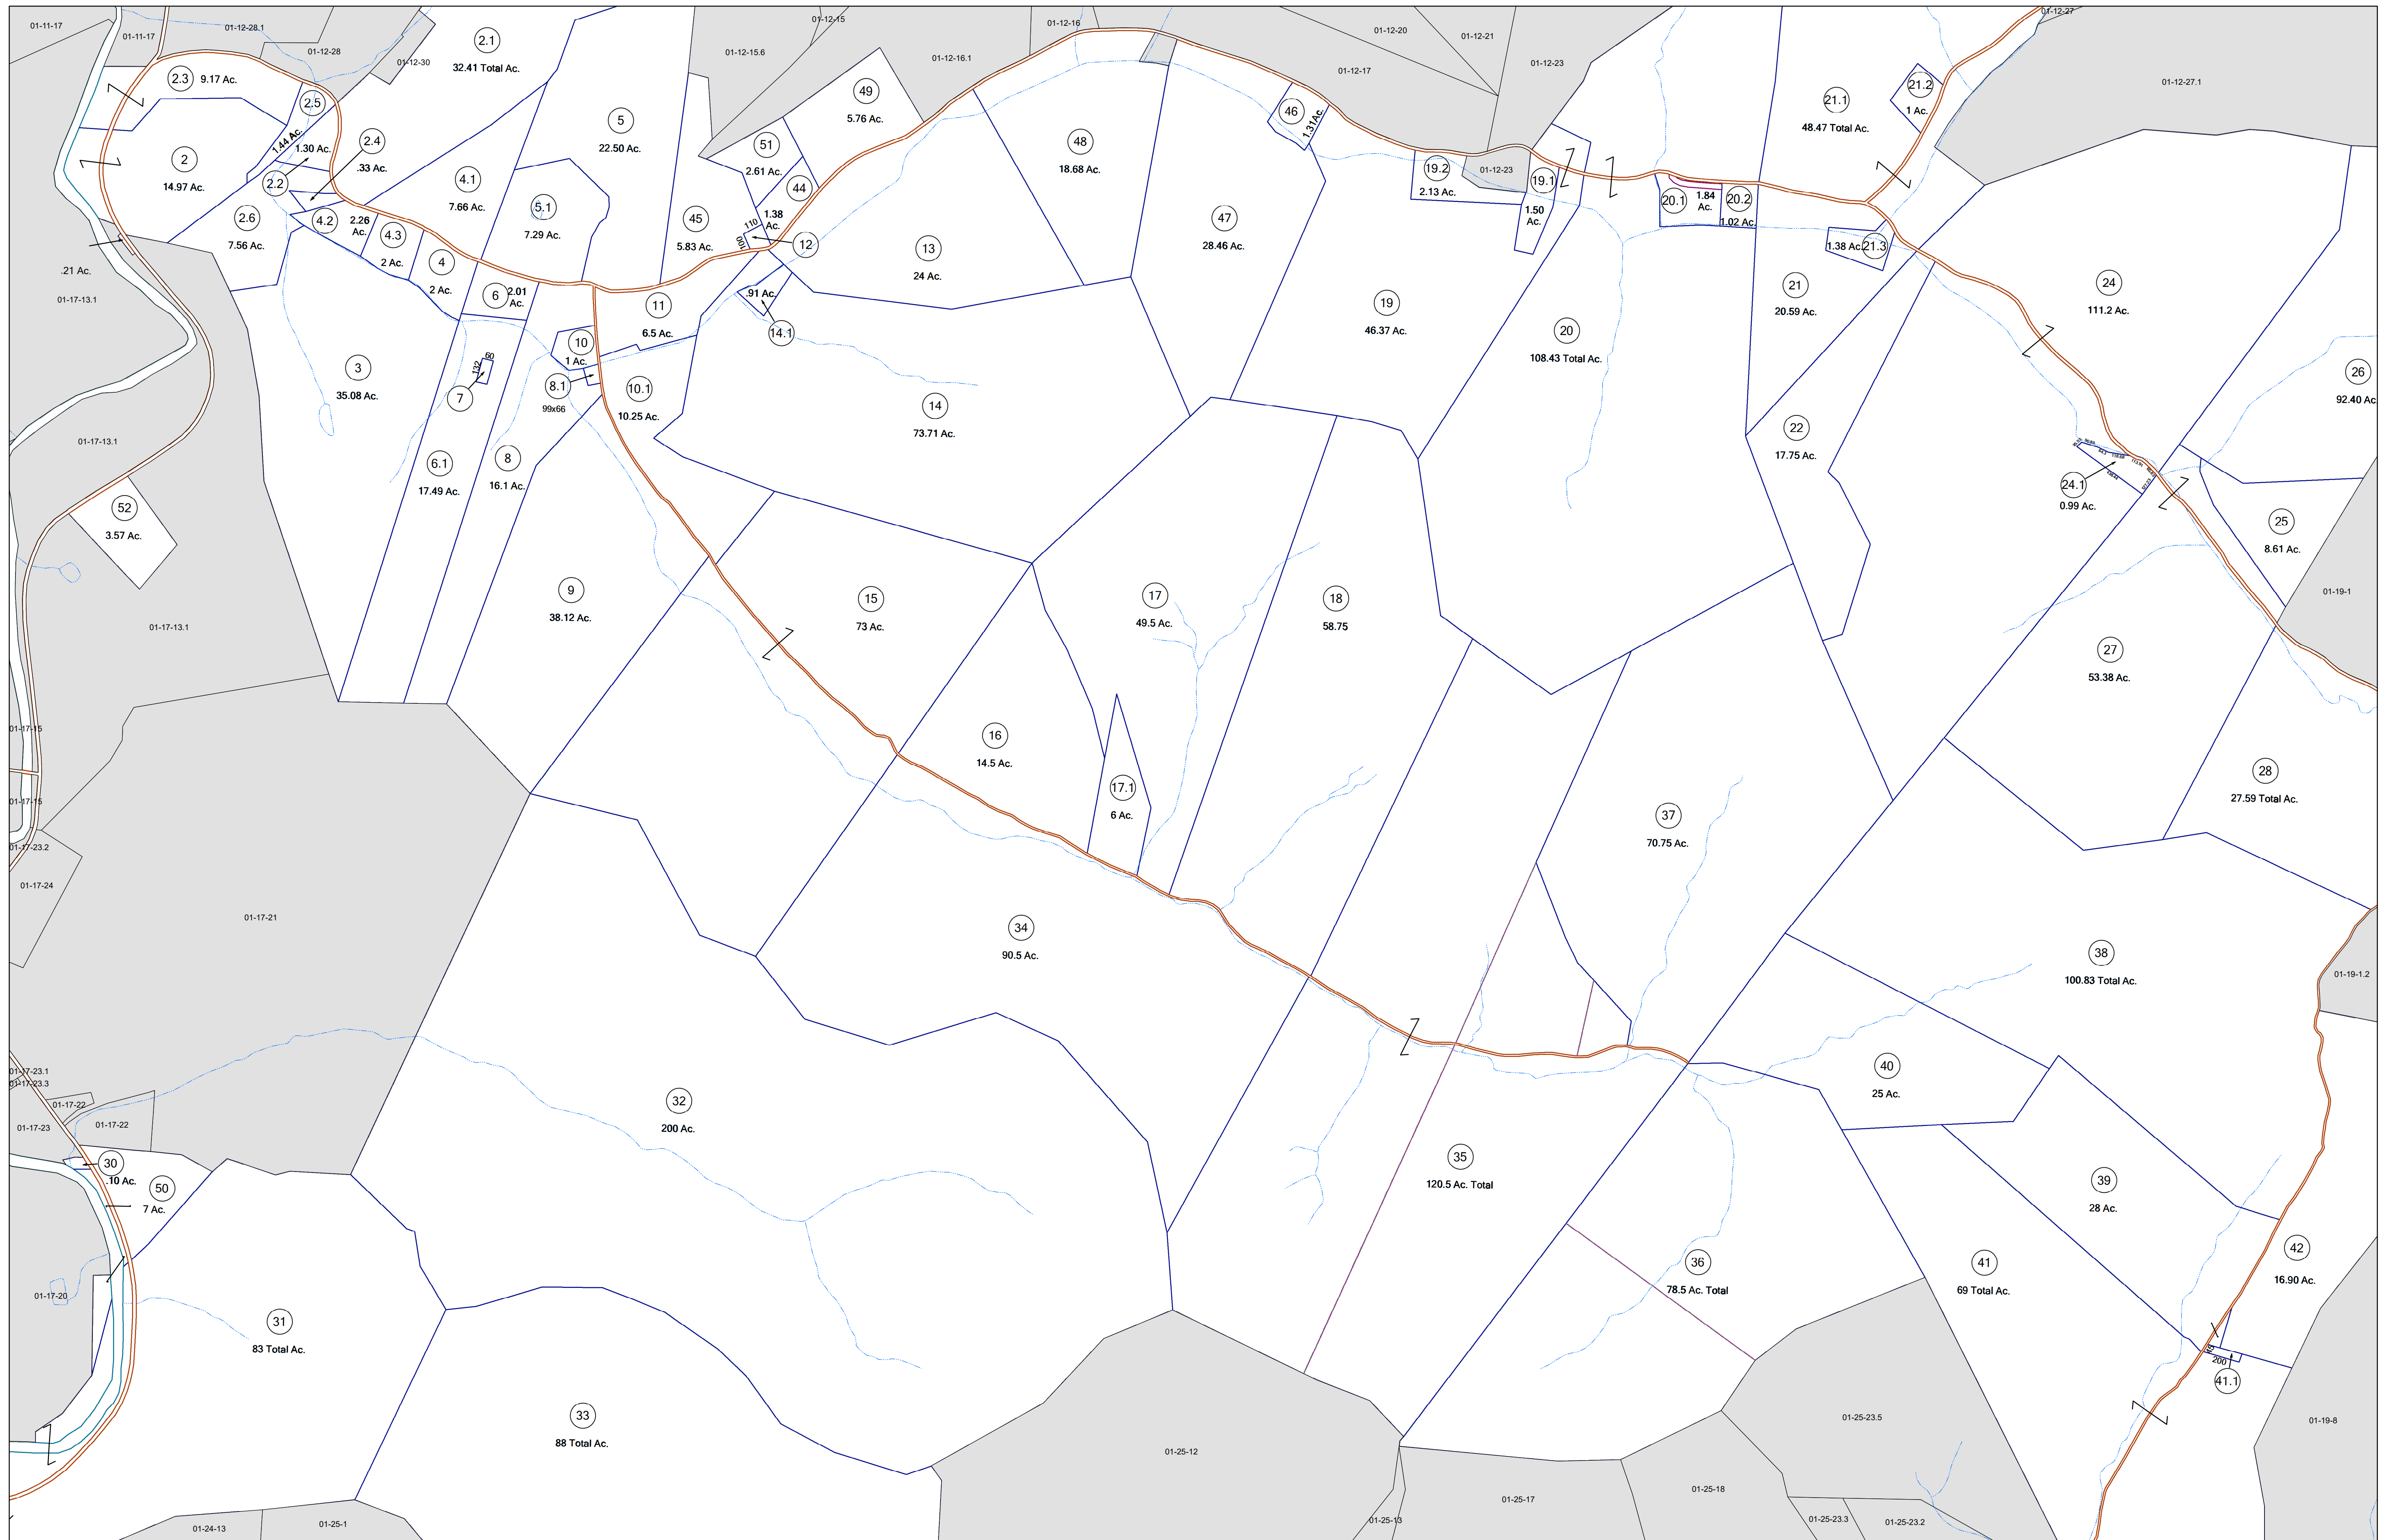 01-11-17
01-11-17
01-12-28.1
01-12-28
01-12-30
2.1
32.41 Total Ac.
01-12-15
01-12-15.6
01-12-16
01-12-16.1
01-12-20
01-12-21
01-12-17
01-12-23
01-12-27
01-12-27.1
2.3
9.17 Ac.
2.5
1.44 Ac.
1.30 Ac.
2.4
.33 Ac.
2
14.97 Ac.
2.2
2.6
7.56 Ac.
4.2
2.26
Ac.
4.3
2 Ac.
4
2 Ac.
4.1
7.66 Ac.
5
22.50 Ac.
5.1
7.29 Ac.
49
5.76 Ac.
51
2.61 Ac.
44
1.38
Ac.
45
5.83 Ac.
110
100
12
46
1.31Ac.
48
18.68 Ac.
47
28.46 Ac.
13
24 Ac.
19.2
2.13 Ac.
01-12-23
19.1
1.50
Ac.
20.1
1.84
Ac.
20.2
1.02 Ac.
21.1
48.47 Total Ac.
21.2
1 Ac.
1.38 Ac.
21.3
21
20.59 Ac.
24
111.2 Ac.
26
92.40 Ac
.21 Ac.
01-17-13.1
6
2.01
Ac.
11
6.5 Ac.
.91 Ac.
14.1
10
1 Ac.
8.1
99x66
10.1
10.25 Ac.
3
35.08 Ac.
60
132
7
19
46.37 Ac.
20
108.43 Total Ac.
14
73.71 Ac.
22
17.75 Ac.
01-17-13.1
6.1
17.49 Ac.
8
16.1 Ac.
24.1
0.99 Ac.
25
8.61 Ac.
52
3.57 Ac.
01-17-13.1
9
38.12 Ac.
15
73 Ac.
17
49.5 Ac.
18
58.75
01-19-1
27
53.38 Ac.
01-17-15
16
14.5 Ac.
17.1
6 Ac.
28
27.59 Total Ac.
01-17-15
01-17-23.2
01-17-24
37
70.75 Ac.
01-17-21
34
90.5 Ac.
38
100.83 Total Ac.
01-19-1.2
01-17-23.1
01-17-23.3
01-17-22
01-17-23
01-17-22
32
200 Ac.
40
25 Ac.
30
.10 Ac.
50
7 Ac.
35
120.5 Ac. Total
39
28 Ac.
36
78.5 Ac. Total
41
69 Total Ac.
42
16.90 Ac.
01-17-20
31
83 Total Ac.
200
41.1
33
88 Total Ac.
01-25-12
01-25-23.5
01-19-8
01-25-17
01-25-18
01-24-13
01-25-1
01-25-13
01-25-23.3
01-25-23.2